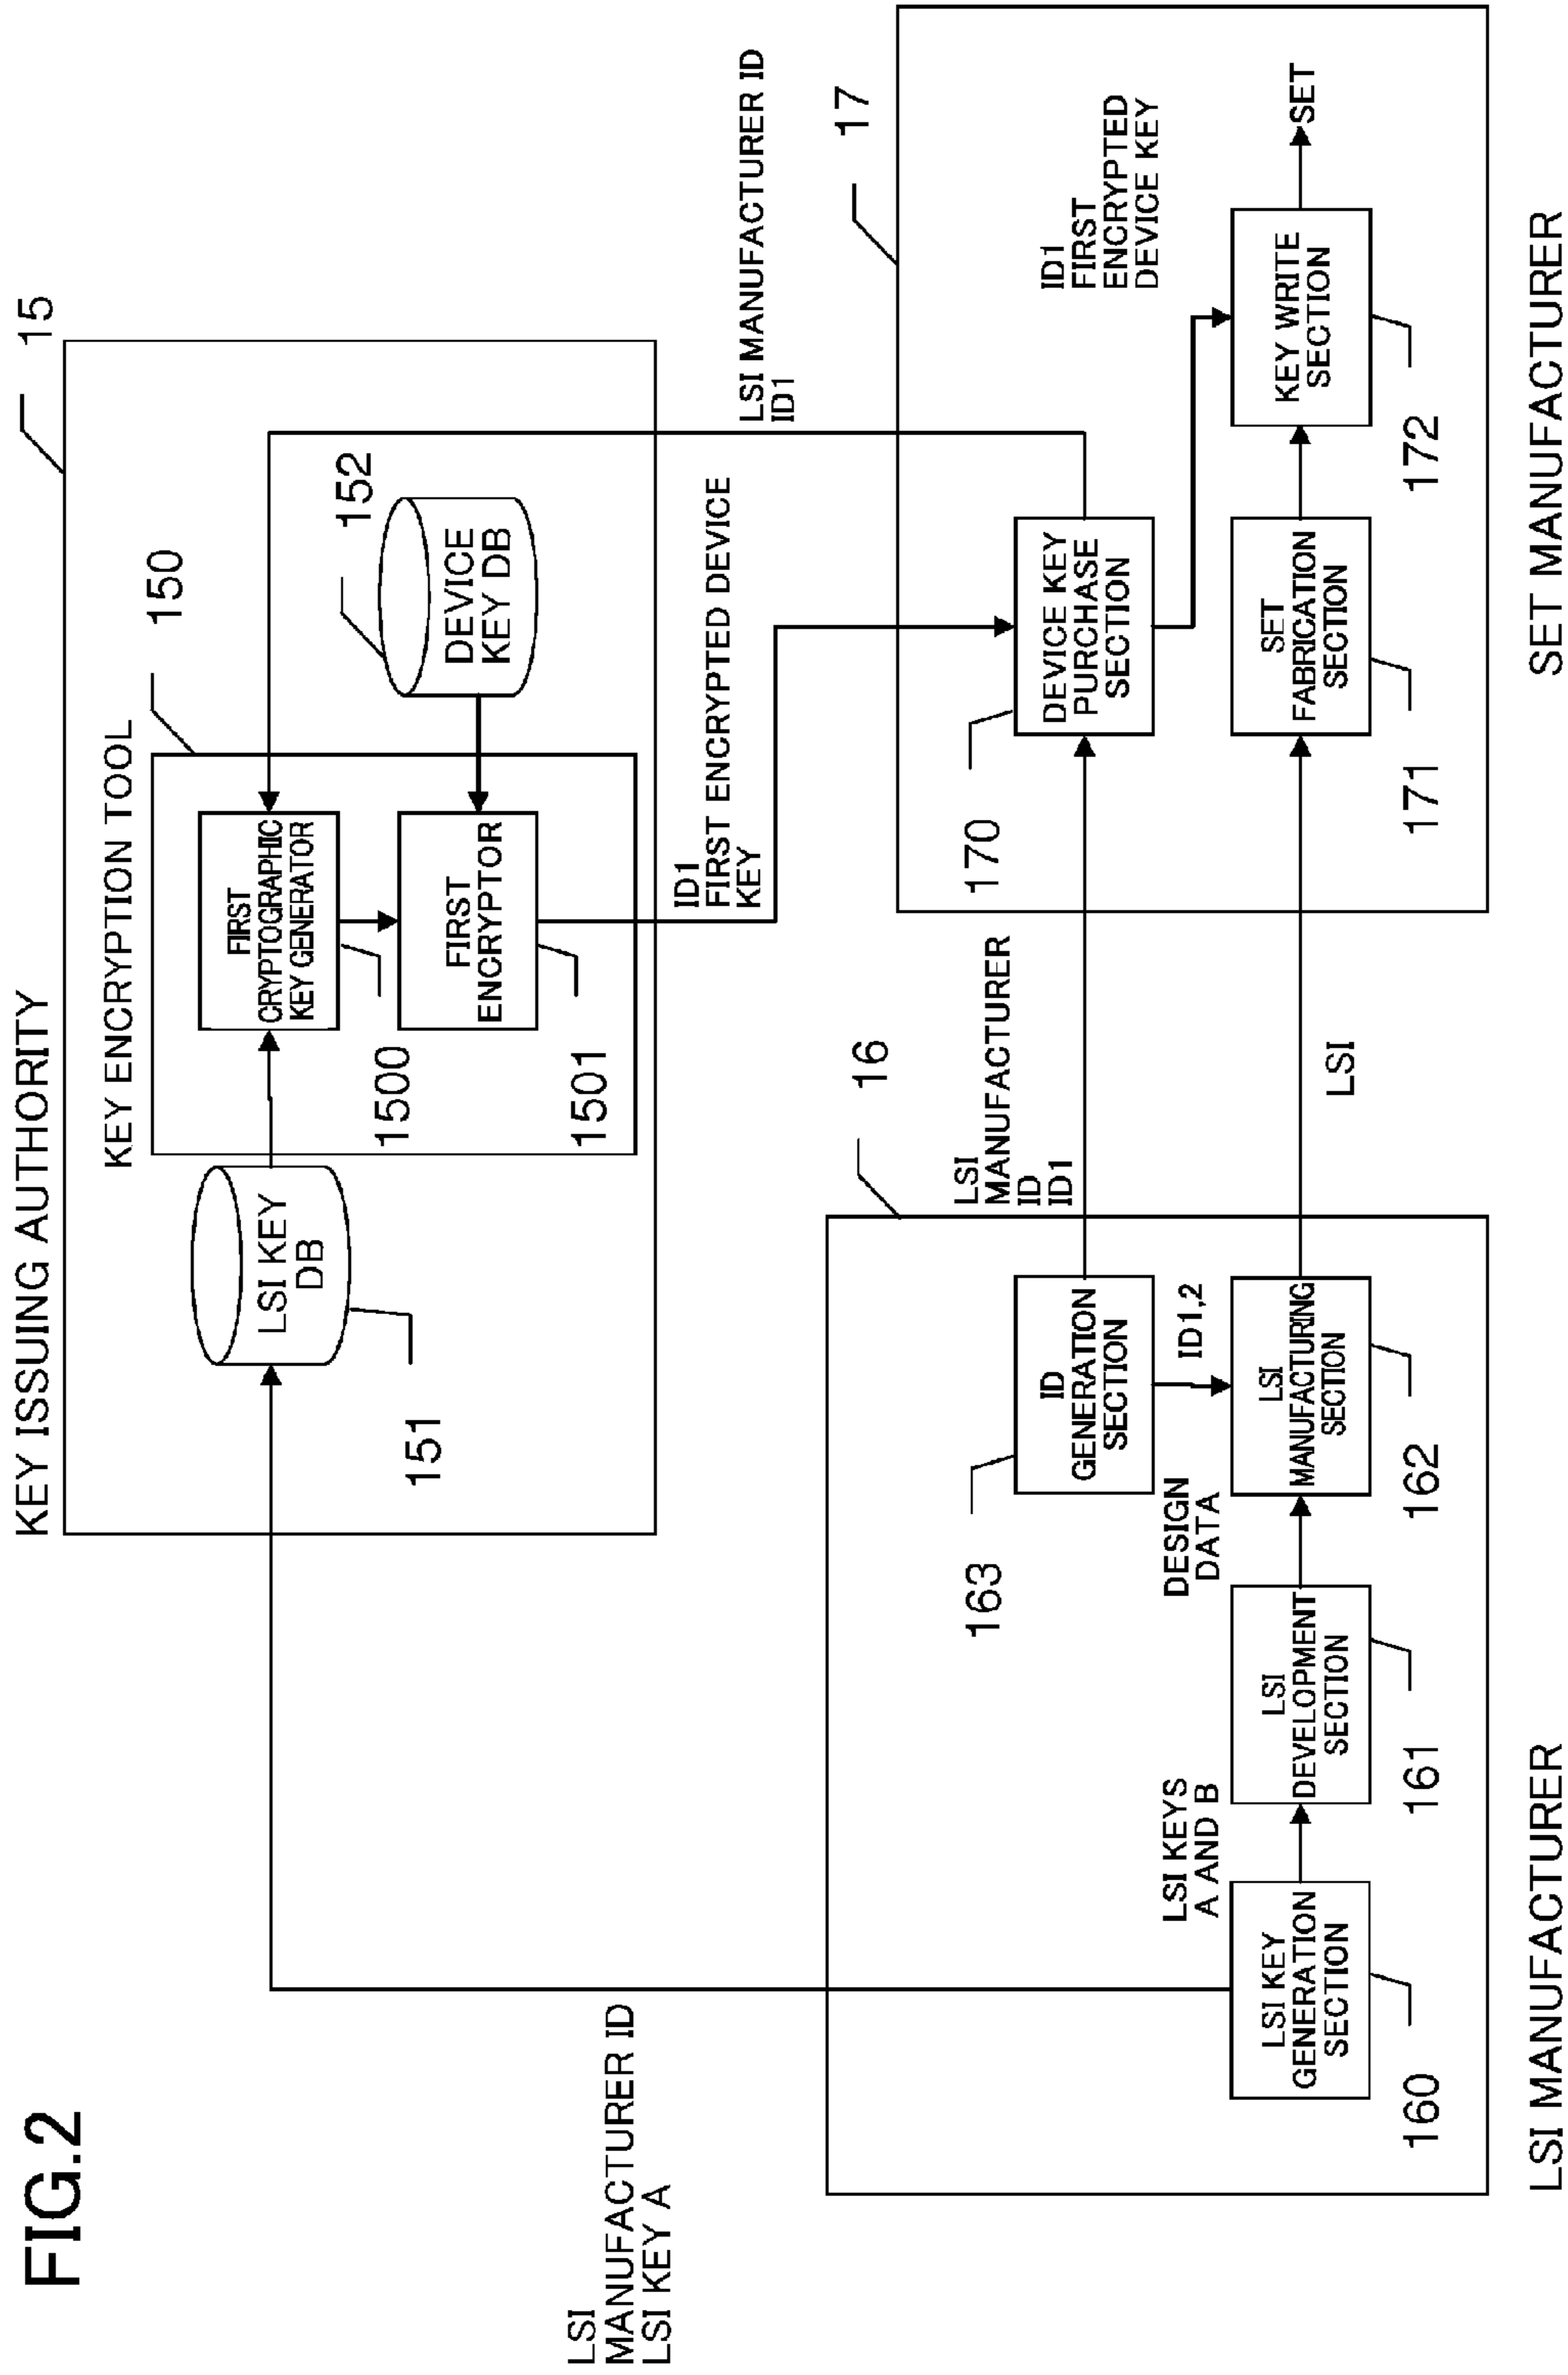 FIG.2
KEY ISSUING AUTHORITY
15
KEY ENCRYPTION TOOL
150
LSI KEY
DB
151
FIRST
CRYPTOGRAPHIC
KEY GENERATOR
1500
FIRST
ENCRYPTOR
1501
DEVICE
KEY DB
152
LSI
MANUFACTURER ID
LSI KEY A
ID1
FIRST ENCRYPTED DEVICE
KEY
LSI MANUFACTURER ID
ID1
16
LSI
MANUFACTURER
ID
ID1
17
163
ID
GENERATION
SECTION
ID1,2
170
DEVICE KEY
PURCHASE
SECTION
ID1
FIRST
ENCRYPTED
DEVICE KEY
LSI KEYS
A AND B
DESIGN
DATA
LSI KEY
GENERATION
SECTION
160
LSI
DEVELOPMENT
SECTION
161
LSI
MANUFACTURING
SECTION
162
LSI
SET
FABRICATION
SECTION
171
KEY WRITE
SECTION
172
SET
LSI MANUFACTURER
SET MANUFACTURER